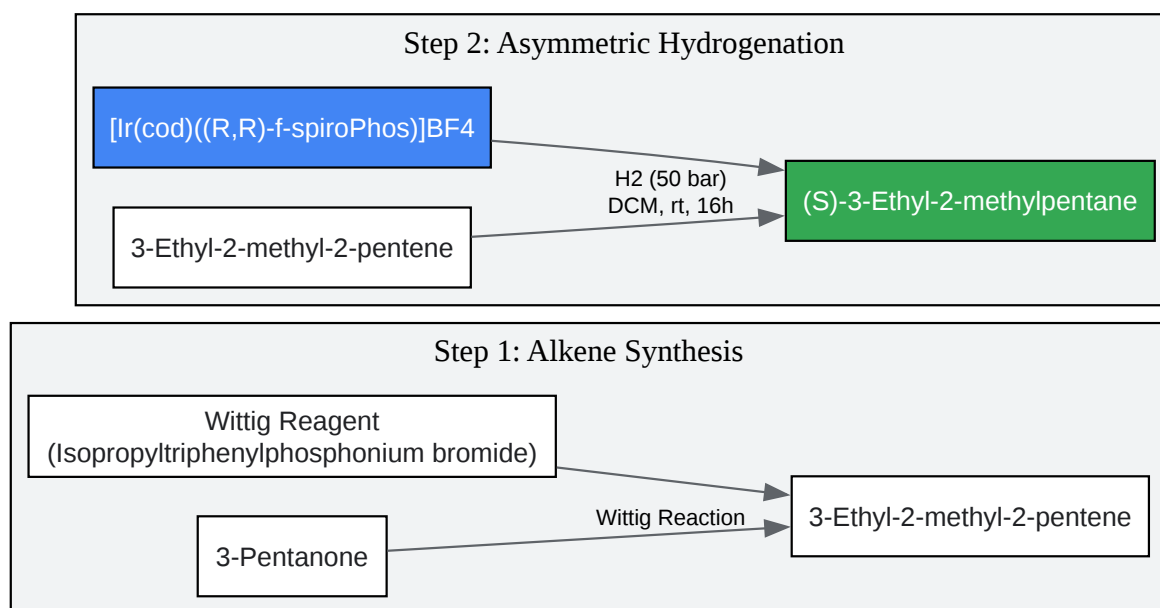 Step 2: Asymmetric Hydrogenation
[Ir(cod)((R,R)-f-spiroPhos)]BF4
H2 (50 bar)
DCM, rt, 16h
(S)-3-Ethyl-2-methylpentane
3-Ethyl-2-methyl-2-pentene
Step 1: Alkene Synthesis
Wittig Reagent
(Isopropyltriphenylphosphonium bromide)
Wittig Reaction
3-Ethyl-2-methyl-2-pentene
3-Pentanone